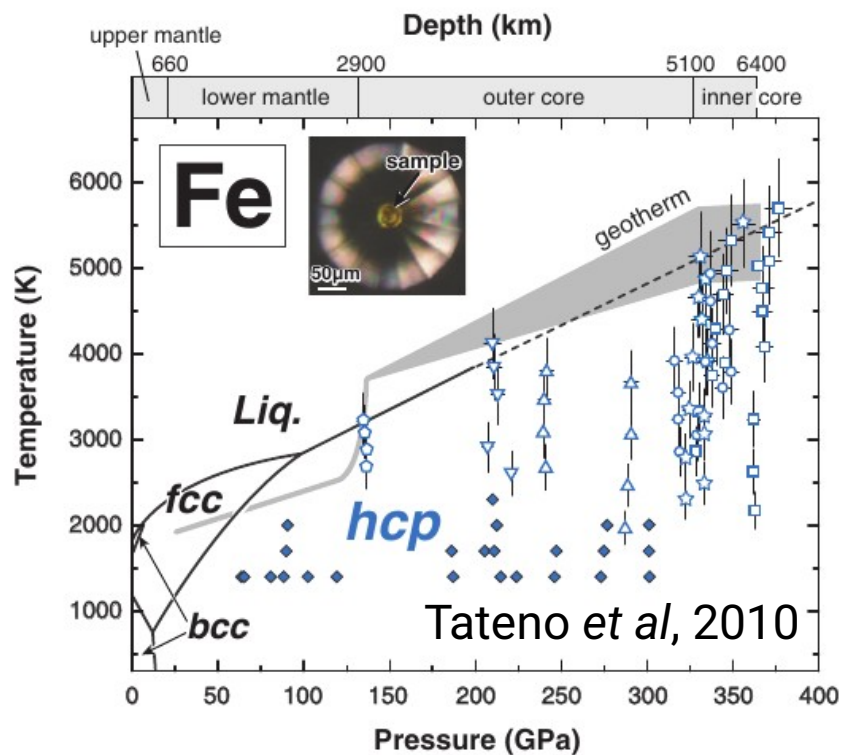 Depth (km)
upper mantle
660 2900 5100 6400
lower mantle outer core inner core
6000
5000
4000
3000
2000
1000
Temperature (K)
Fe
sample
50μm
geotherm
Liq.
fcc
hcp
bcc
Tateno et al, 2010
0 50 100 150 200 250 300 350 400
Pressure (GPa)